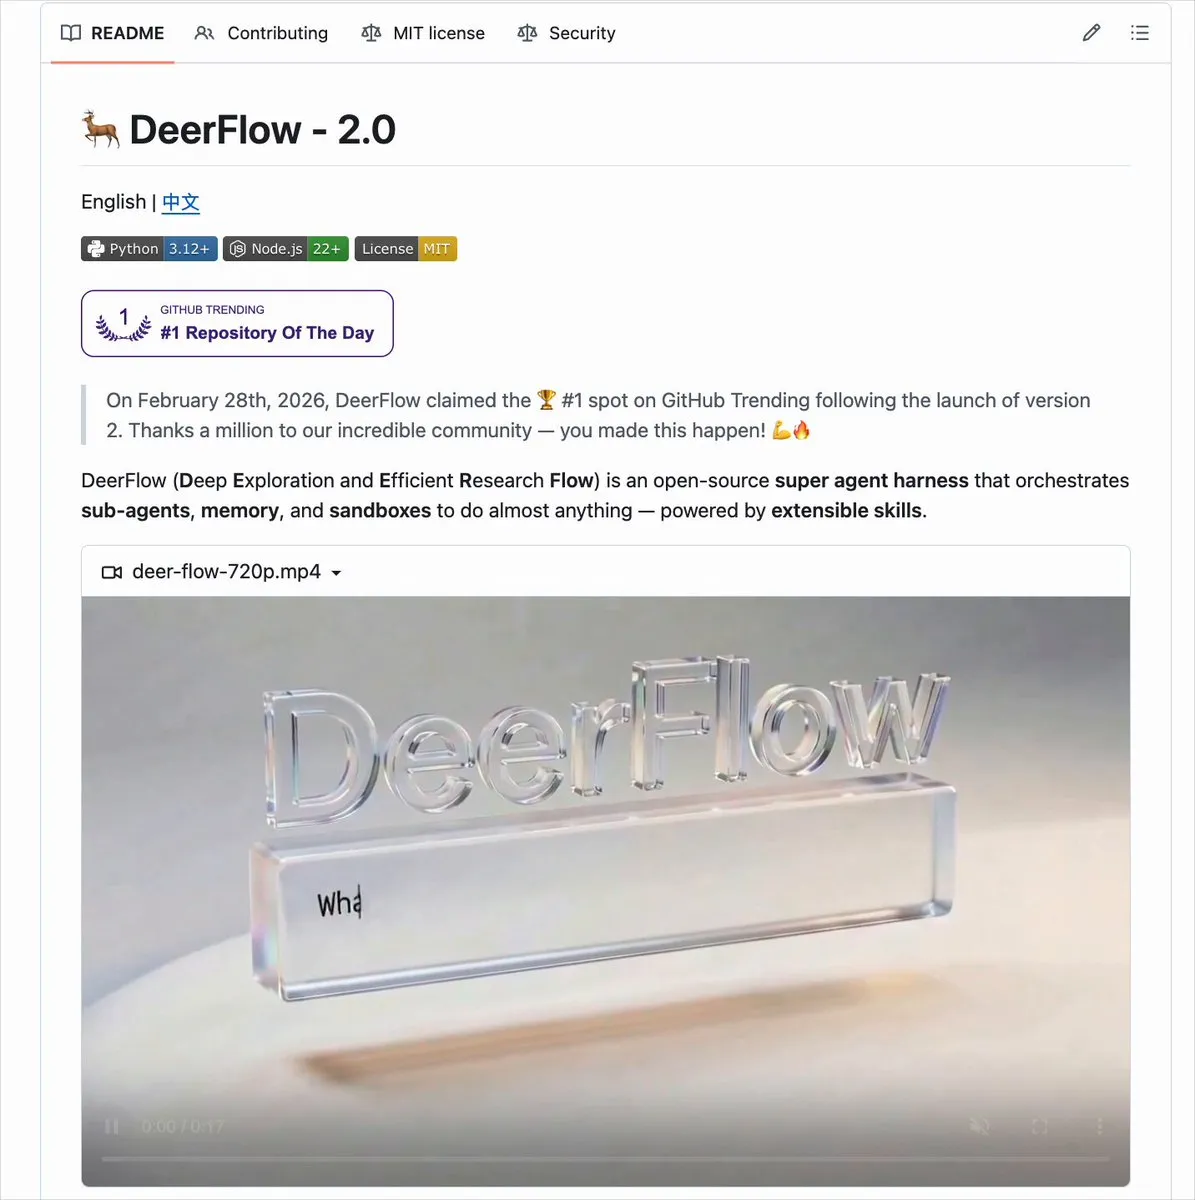 README Contributing MIT license Security
DeerFlow - 2.0
English | 中文
Python 3.12+ Node.js 22+ License MIT
1 GITHUB TRENDING
#1 Repository Of The Day
On February 28th, 2026, DeerFlow claimed the 🏆 #1 spot on GitHub Trending following the launch of version
2. Thanks a million to our incredible community — you made this happen! 💪🔥
DeerFlow (Deep Exploration and Efficient Research Flow) is an open-source super agent harness that orchestrates
sub-agents, memory, and sandboxes to do almost anything — powered by extensible skills.
deer-flow-720p.mp4
DeerFlow
Wha
0:00 / 0:17